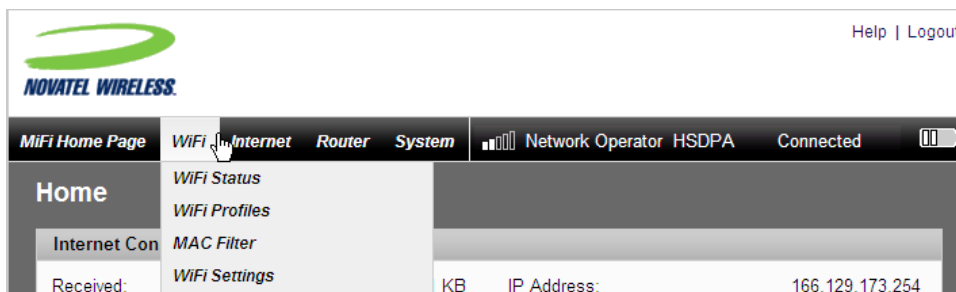 Help | Logout
NOVATEL WIRELESS.
MiFi Home Page WiFi Internet Router System Network Operator HSDPA Connected
Home
WiFi Status
WiFi Profiles
Internet Con
MAC Filter
WiFi Settings
Received: KB IP Address: 166.129.173.254